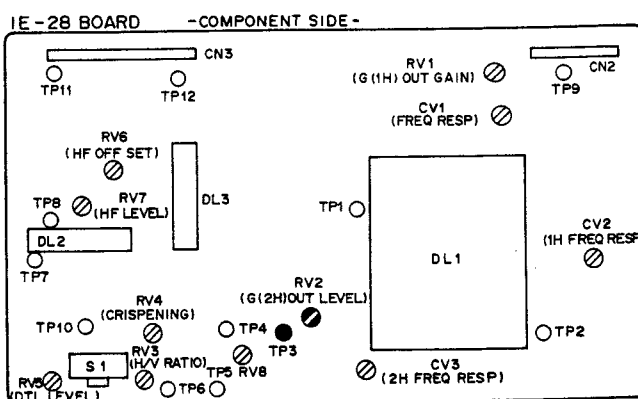 IE-28 BOARD -COMPONENT SIDE-
CN3
CN2
TP11
TP12
RV1
(G(1H) OUT GAIN)
TP9
CV1
(FREQ RESP)
RV6
(HF OFF SET)
DL3
RV7
(HF LEVEL)
TP8
DL2
TP7
TP1
DL1
CV2
(1H FREQ RESP
RV2
(G(2H)OUT LEVEL)
RV4
(CRISPENING)
TP10
TP4
TP3
TP2
S1
RV3
(H/V RATIO)
TP5
RV8
TP6
RV5
(DTL LEVEL)
CV3
(2H FREQ RESP)